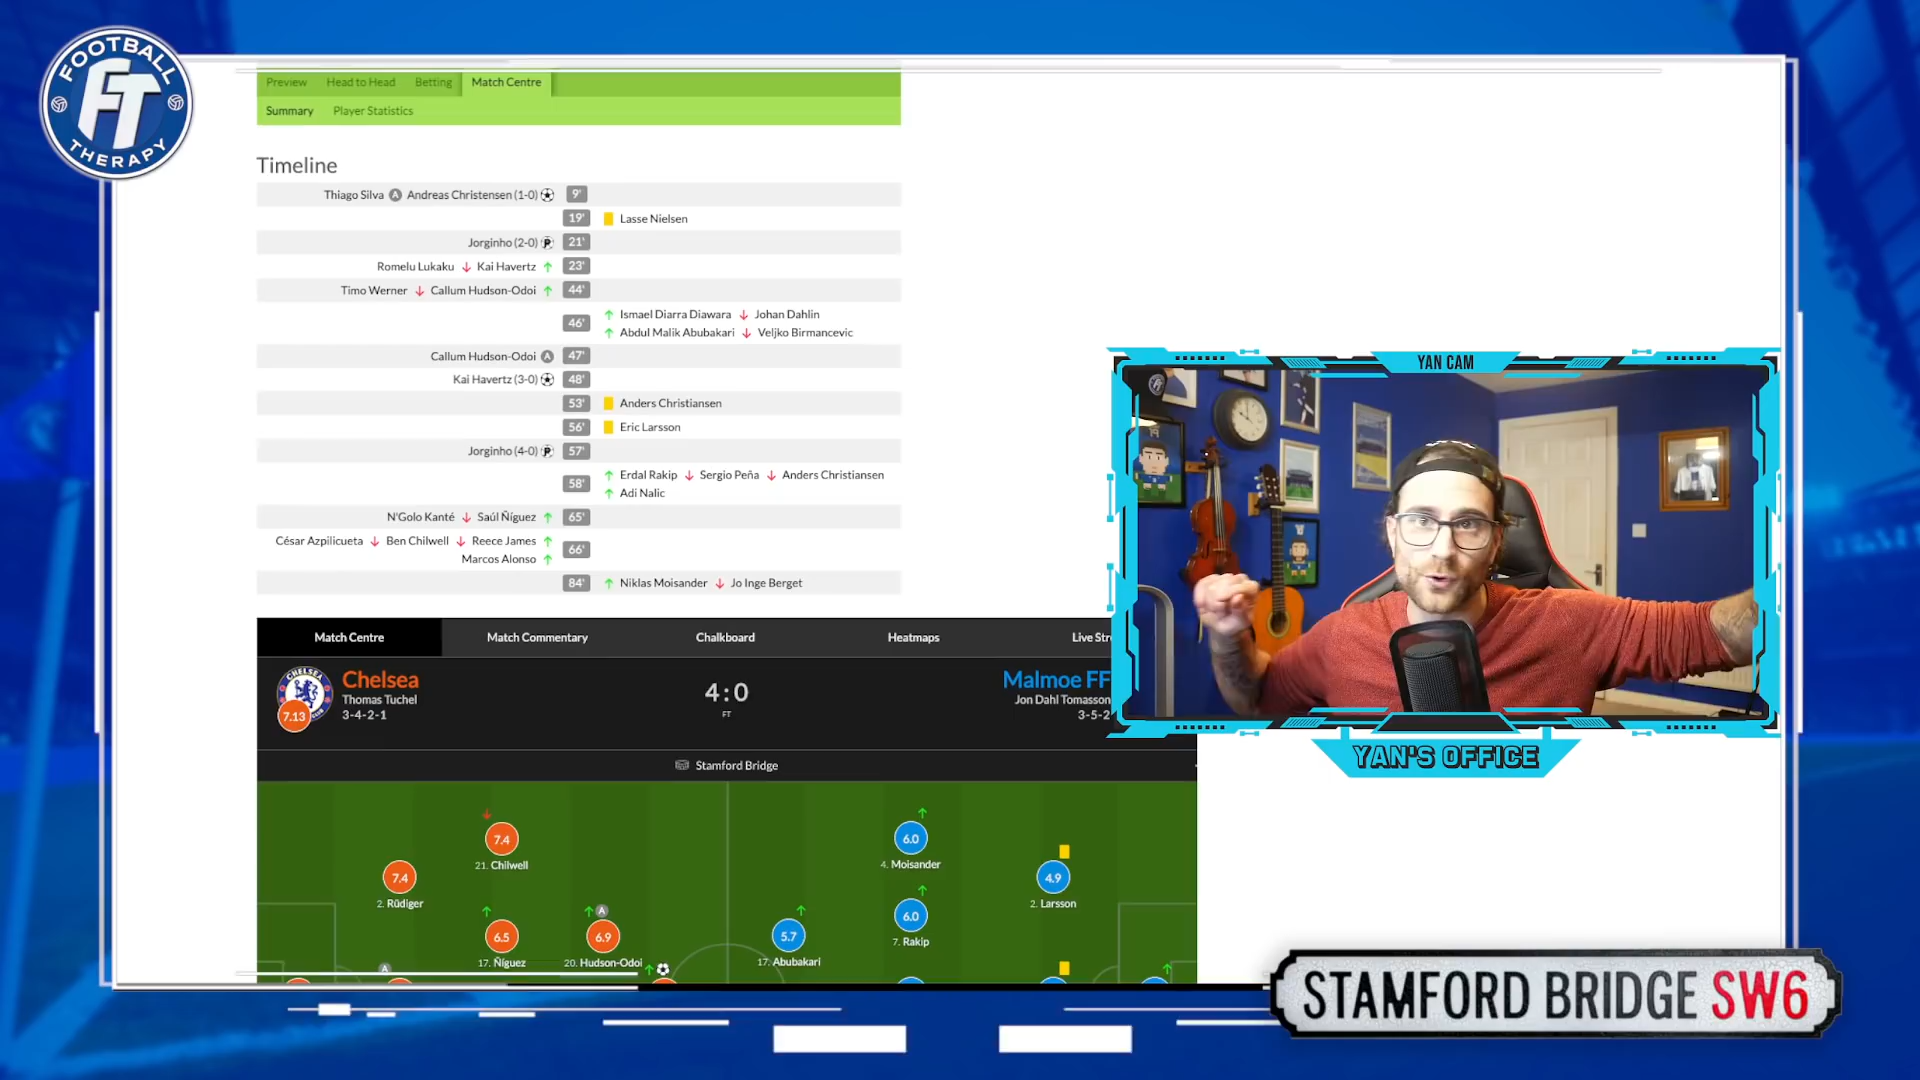 FOOTBALL
FT
THERAPY
Preview Head to Head Betting Match Centre
Summary Player Statistics
Timeline
Thiago Silva A Andreas Christensen (1-0) 9'
19' Lasse Nielsen
Jorginho (2-0) P 21'
Romelu Lukaku Kai Havertz 23'
Timo Werner Callum Hudson-Odoi 44'
46' Ismael Diarra Diawara Johan Dahlin
Abdul Malik Abubakari Veljko Birmancevic
Callum Hudson-Odoi A 47'
Kai Havertz (3-0) 48'
53' Anders Christiansen
56' Eric Larsson
Jorginho (4-0) P 57'
58' Erdal Rakip Sergio Peña Anders Christiansen
Adi Nalic
N'Golo Kanté Saúl Ñíguez 65'
César Azpilicueta Ben Chilwell Reece James 66'
Marcos Alonso
84' Niklas Moisander Jo Inge Berget
Match Centre Match Commentary Chalkboard Heatmaps Live Stre
CHELSEA
7.13
Chelsea
Thomas Tuchel
3-4-2-1
4:0
FT
Malmoe FF
Jon Dahl Tomasson
3-5-2
Stamford Bridge
7.4
21. Chilwell
7.4
2. Rüdiger
6.5
17. Ñíguez
A
6.9
20. Hudson-Odoi
A
5.7
17. Abubakari
6.0
4. Moisander
6.0
7. Rakip
4.9
2. Larsson
YAN CAM
19
YAN'S OFFICE
STAMFORD BRIDGE SW6